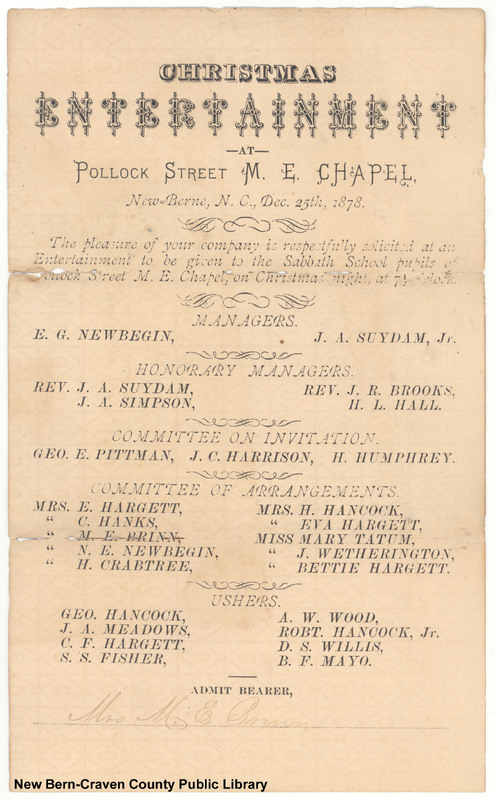 CHRISTMAS
ENTERTAINMENT
—AT—
POLLOCK STREET M. E. CHAPEL,
New-Berne, N. C., Dec. 25th, 1878.
The pleasure of your company is respectfully solicited at an
Entertainment to be given to the Sabbath School pupils of
Pollock Street M. E. Chapel, on Christmas night, at 7½
MANAGERS.
E. G. NEWBEGIN, J. A. SUYDAM, Jr.
HONORARY MANAGERS.
REV. J. A. SUYDAM, REV. J. R. BROOKS,
J. A. SIMPSON, H. L. HALL.
COMMITTEE ON INVITATION.
GEO. E. PITTMAN, J. C. HARRISON, H. HUMPHREY.
COMMITTEE OF ARRANGEMENTS.
MRS. E. HARGETT, MRS. H. HANCOCK,
" C. HANKS, " EVA HARGETT,
" M. E. BRINN, MISS MARY TATUM,
" N. E. NEWBEGIN, " J. WETHERINGTON,
" H. CRABTREE, " BETTIE HARGETT.
USHERS.
GEO. HANCOCK, A. W. WOOD,
J. A. MEADOWS, ROBT. HANCOCK, Jr.
C. F. HARGETT, D. S. WILLIS,
S. S. FISHER, B. F. MAYO.
ADMIT BEARER,
Mrs M. E. Brinn
New Bern-Craven County Public Library